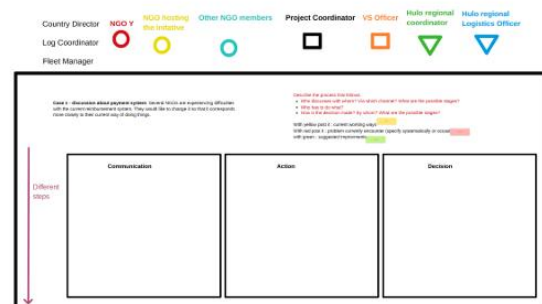 Country Director
Log Coordinator
Fleet Manager
NGO Y
NGO hosting
the initiative
Other NGO members
Project Coordinator
VS Officer
Hulo regional
coordinator
Hulo regional
Logistics Officer
Case 1 - discussion about payment system: Several NGOs are experiencing difficulties
with the current reimbursement system. They would like to change it so that it corresponds
more closely to their current way of doing things.
Describe the process that follows:
Who discusses with whom? Via which channel? What are the possible stages?
Who has to do what?
How is the decision made? By whom? What are the possible stages?
With yellow post it : current working ways
With red post it : problem currently encounter (specify systematically or
with green : suggested improvements
Different
steps
Communication
Action
Decision